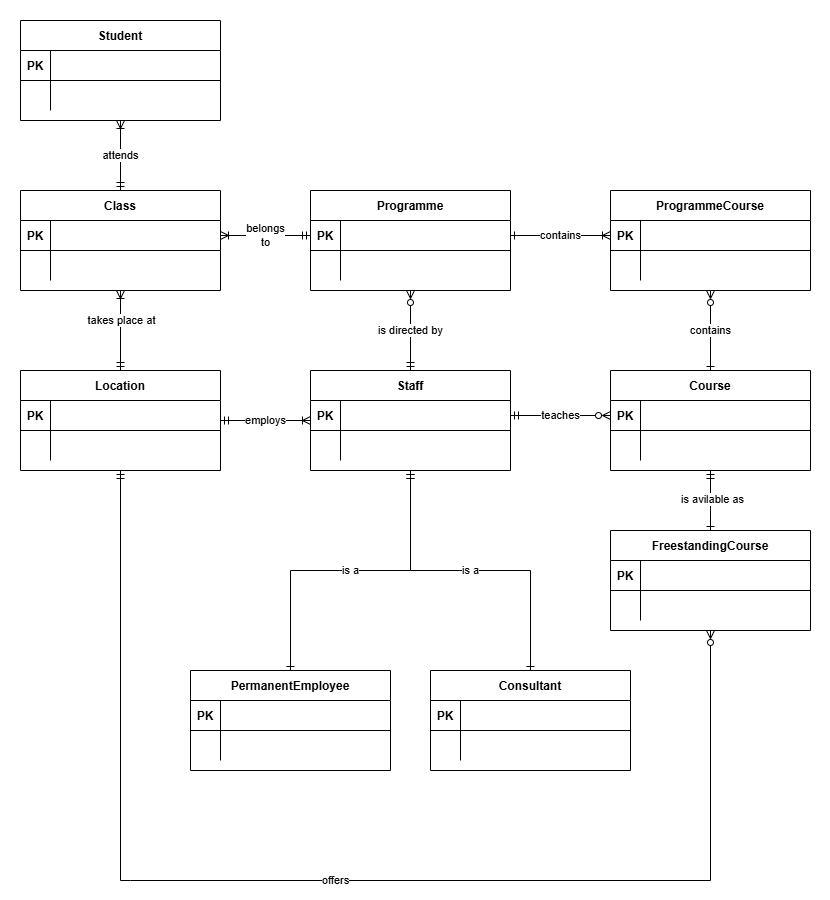 Student
PK
attends
Class
Programme
ProgrammeCourse
PK
belongs
to
PK
contains
PK
takes place at
is directed by
contains
Location
Staff
Course
PK
employs
PK
teaches
PK
is avilable as
FreestandingCourse
is a
is a
PK
PermanentEmployee
Consultant
PK
PK
offers